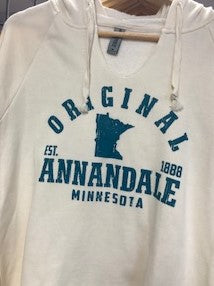 ORIGINAL
EST. 1888
ANNANDALE
MINNESOTA